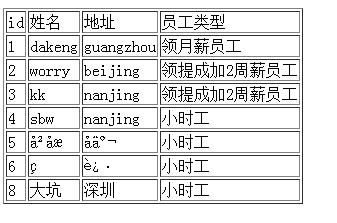 id 姓名 地址 员工类型
1 dakeng guangzhou 领月薪员工
2 worry beijing 领提成加2周薪员工
3 kk nanjing 领提成加2周薪员工
4 sbw nanjing 小时工
5 å²åæ åäº¬ 小时工
6 ç è¿· 小时工
8 大坑 深圳 小时工